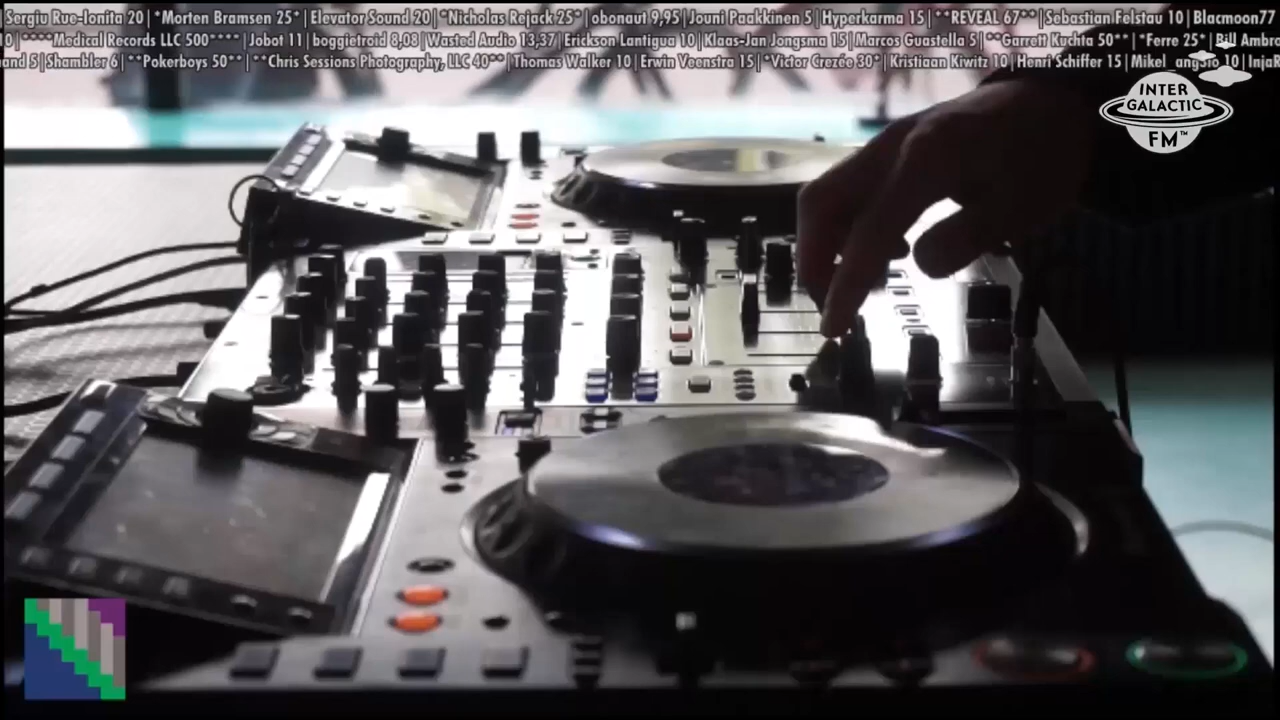 Sergiu Rue-Ionita 20 | *Morten Bramsen 25* | Elevator Sound 20 | *Nicholas Rejack 25* | obonaut 9,95 | Jouni Paakkinen 5 | Hyperkarma 15 | **REVEAL 67** | Sebastian Felstau 10 | Blacmoon77
10 | ****Medical Records LLC 500**** | Jobot 11 | boggietroid 8,08 | Wasted Audio 13,37 | Erickson Lantigua 10 | Klaas-Jan Jongsma 15 | Marcos Guastella 5 | **Garrett Kuchta 50** | *Ferre 25* | Bill Ambro
and 5 | Shambler 6 | **Pokerboys 50** | **Chris Sessions Photography, LLC 40** | Thomas Walker 10 | Erwin Veenstra 15 | *Victor Crezée 30* | Kristiaan Kiwitz 10 | Henri Schiffer 15 | Mikel 10 | InjaR
INTER
GALACTIC
FM™